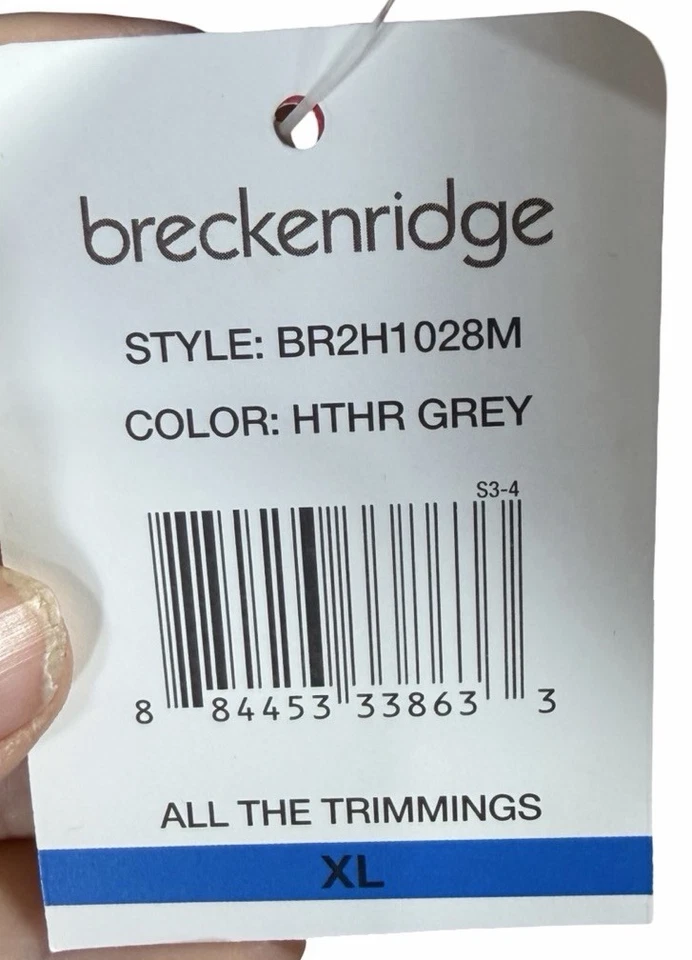 breckenridge
STYLE: BR2H1028M
COLOR: HTHR GREY
S3-4
8 84453 33863 3
ALL THE TRIMMINGS
XL